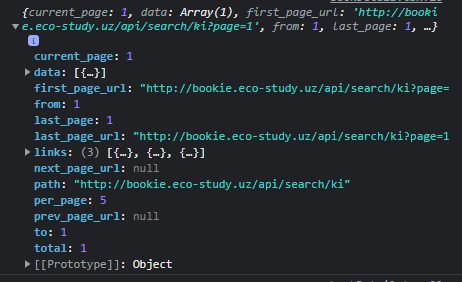 {current_page: 1, data: Array(1), first_page_url: 'http://booki
e.eco-study.uz/api/search/ki?page=1', from: 1, last_page: 1, …}
i
current_page: 1
data: [{…}]
first_page_url: "http://bookie.eco-study.uz/api/search/ki?page=
from: 1
last_page: 1
last_page_url: "http://bookie.eco-study.uz/api/search/ki?page=1
links: (3) [{…}, {…}, {…}]
next_page_url: null
path: "http://bookie.eco-study.uz/api/search/ki"
per_page: 5
prev_page_url: null
to: 1
total: 1
[[Prototype]]: Object